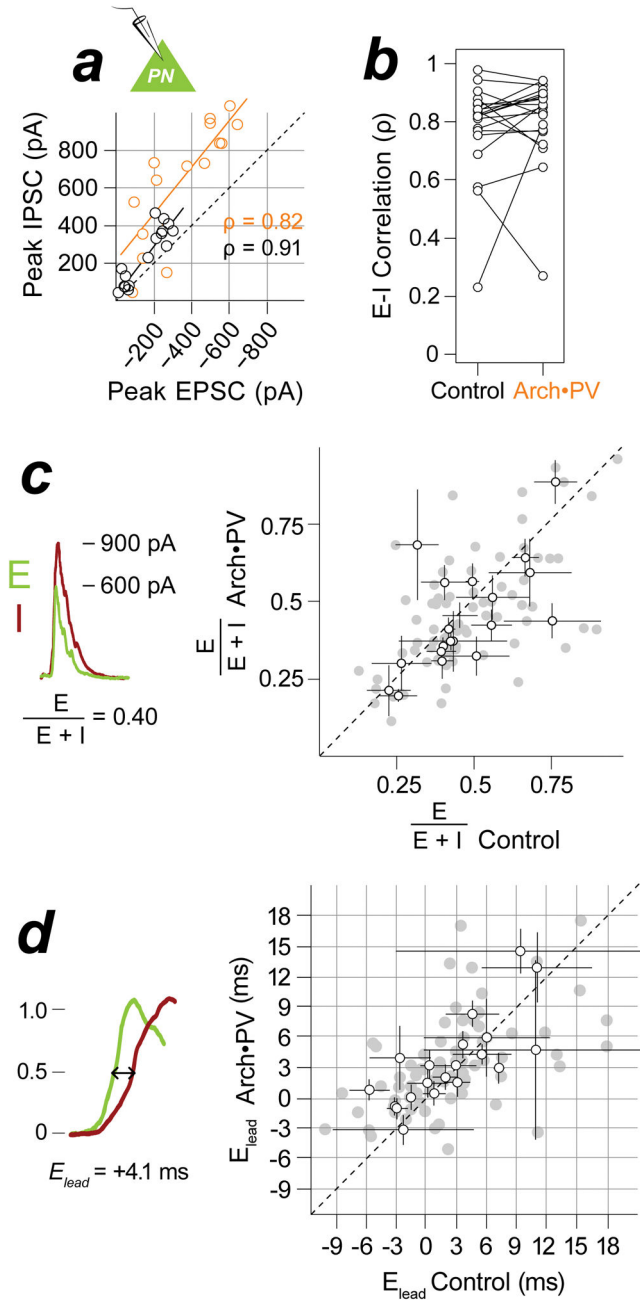 a
PN
Peak IPSC (pA)
800
600
400
200
ρ = 0.82
ρ = 0.91
−200
−400
−600
−800
Peak EPSC (pA)
b
E-I Correlation (ρ)
1
0.8
0.6
0.4
0.2
0
Control
Arch•PV
c
E
I
– 900 pA
– 600 pA
E
E + I
= 0.40
E
E + I
Arch•PV
0.75
0.5
0.25
0.25
0.5
0.75
E
E + I
Control
d
1.0
0.5
0
E_lead = +4.1 ms
E_lead Arch•PV (ms)
18
15
12
9
6
3
0
-3
-6
-9
-9 -6 -3 0 3 6 9 12 15 18
E_lead Control (ms)